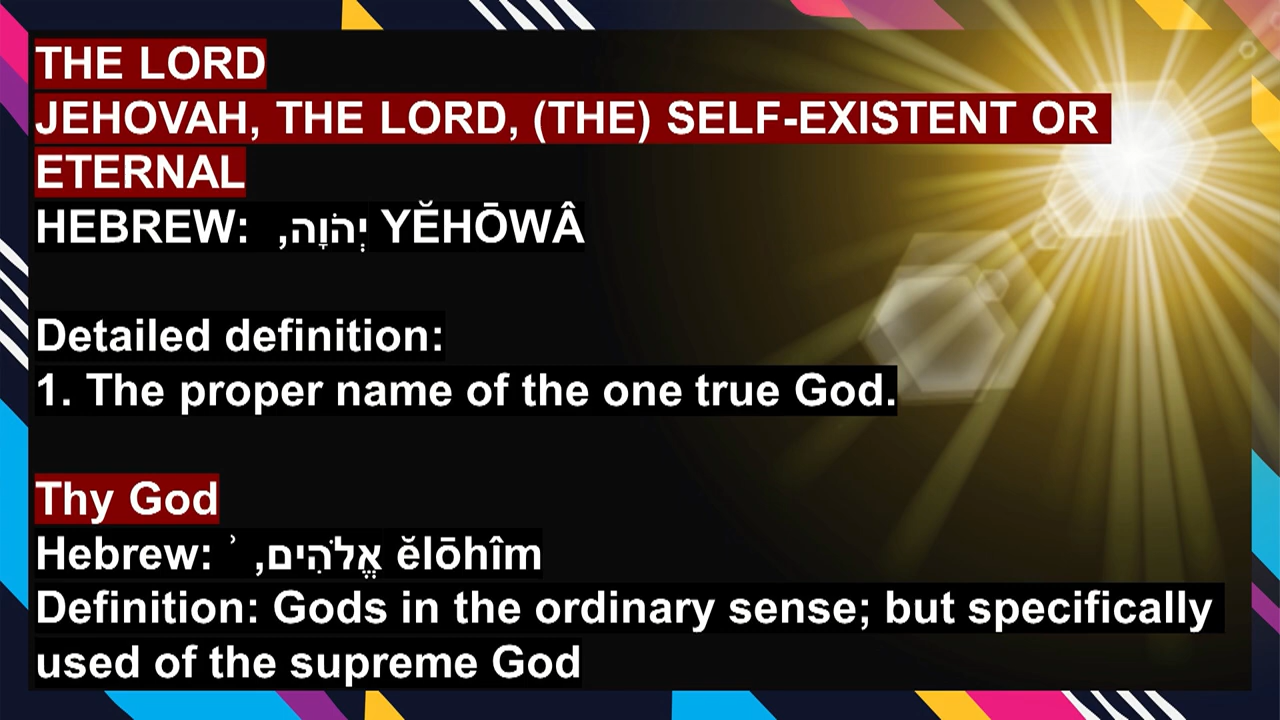 THE LORD
JEHOVAH, THE LORD, (THE) SELF-EXISTENT OR
ETERNAL
HEBREW: יְהֹוָה, YĔHŌWÂ
Detailed definition:
1. The proper name of the one true God.
Thy God
Hebrew: ʾ אֱלֹהִים, ĕlōhîm
Definition: Gods in the ordinary sense; but specifically
used of the supreme God